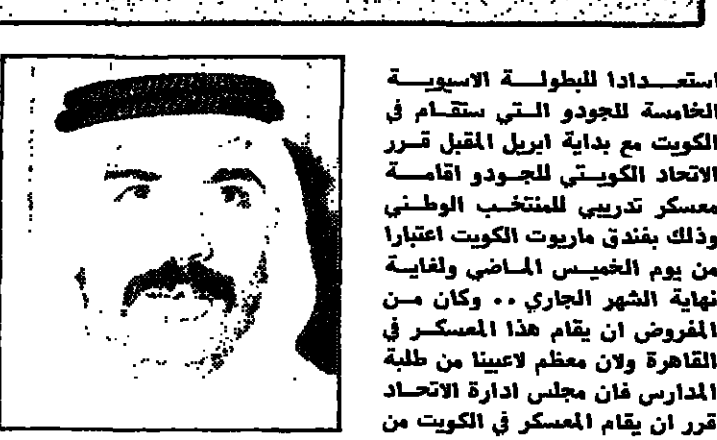 استعدادا للبطولة الاسيوية
الخامسة للجودو التي ستقام في
الكويت مع بداية ابريل المقبل قرر
الاتحاد الكويتي للجودو اقامة
معسكر تدريبي للمنتخب الوطني
وذلك بفندق ماريوت الكويت اعتبارا
من يوم الخميس الماضي ولغاية
نهاية الشهر الجاري .. وكان من
المفروض ان يقام هذا المعسكر في
القاهرة ولان معظم لاعبينا من طلبة
المدارس فان مجلس ادارة الاتحاد
قرر ان يقام المعسكر في الكويت من